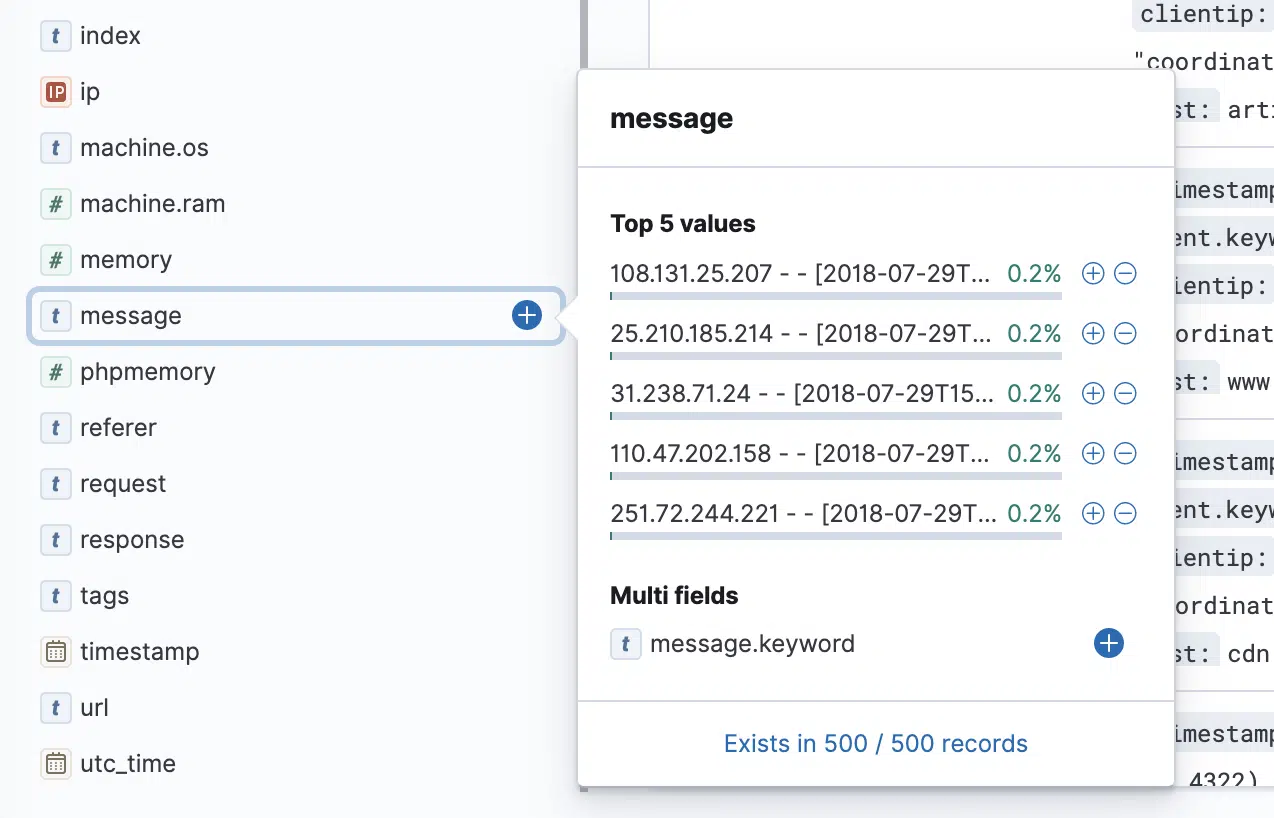 t index
IP ip
t machine.os
# machine.ram
# memory
t message
# phpmemory
t referer
t request
t response
t tags
timestamp
t url
utc_time
message
Top 5 values
108.131.25.207 - - [2018-07-29T... 0.2%
25.210.185.214 - - [2018-07-29T... 0.2%
31.238.71.24 - - [2018-07-29T15... 0.2%
110.47.202.158 - - [2018-07-29T... 0.2%
251.72.244.221 - - [2018-07-29T... 0.2%
Multi fields
t message.keyword
Exists in 500 / 500 records
clientip:
"coordinat
st: arti
imestamp
ent.keyw
ientip:
ordinat
st: www
imestamp
ent.keyw
ientip:
ordinat
st: cdn
imestamp
4322)